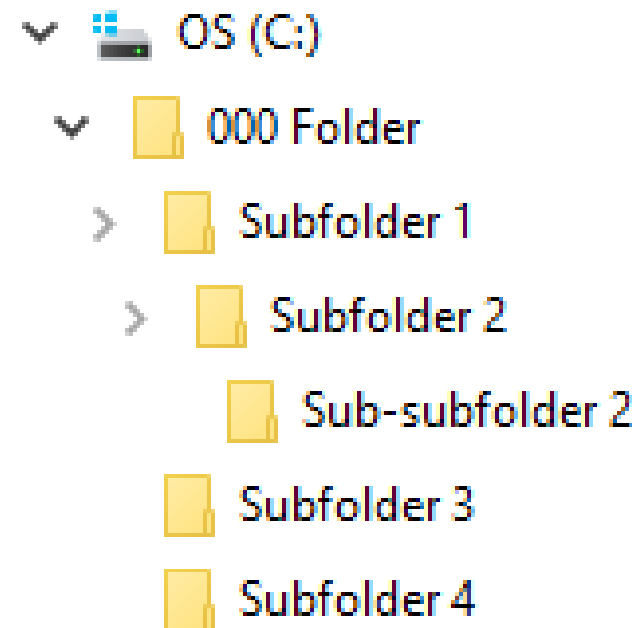 OS (C:)
000 Folder
Subfolder 1
Subfolder 2
Sub-subfolder 2
Subfolder 3
Subfolder 4